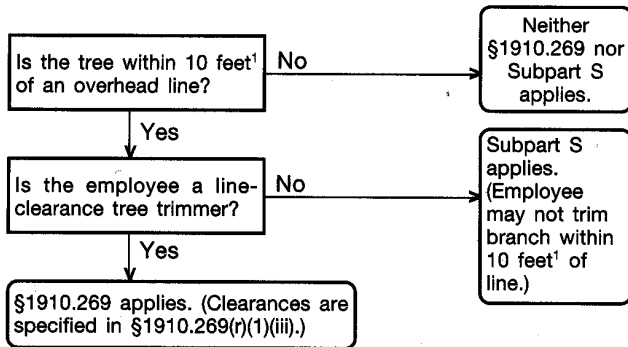 Is the tree within 10 feet¹
of an overhead line?
No
Neither
§1910.269 nor
Subpart S
applies.
Yes
Is the employee a line-
clearance tree trimmer?
No
Subpart S
applies.
(Employee
may not trim
branch within
10 feet¹ of
line.)
Yes
§1910.269 applies. (Clearances are
specified in §1910.269(r)(1)(iii).)